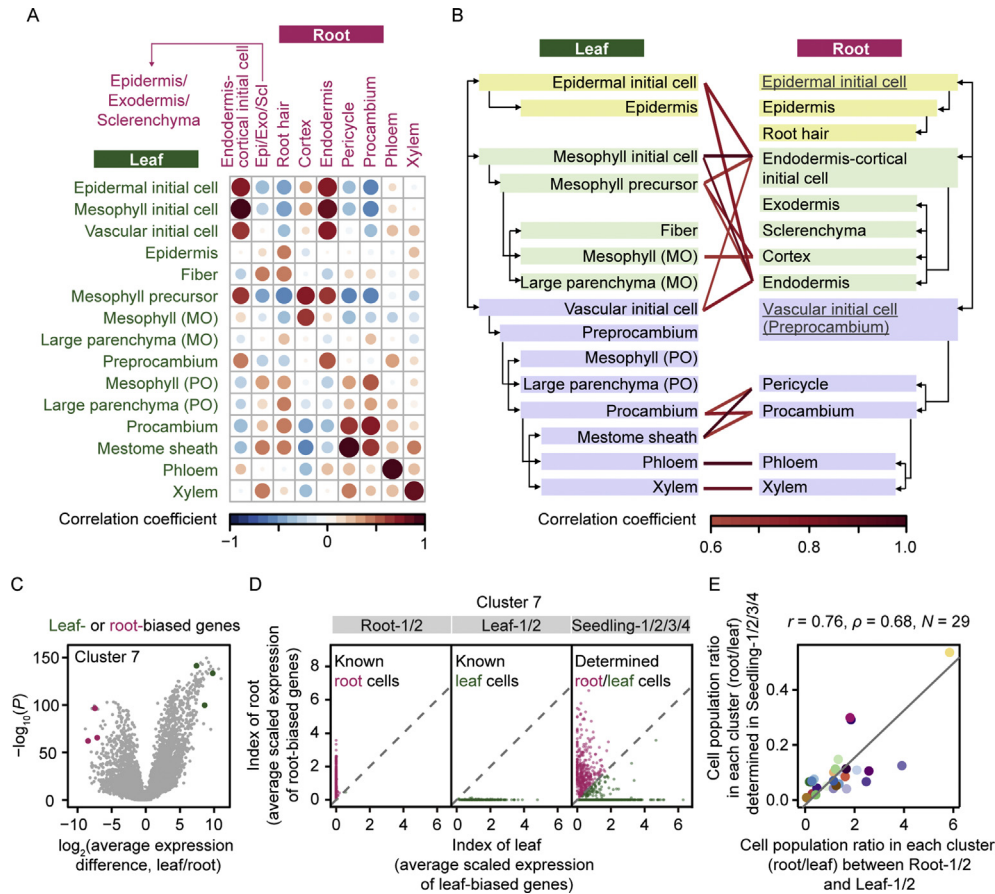 A
Root
Epidermis/
Exodermis/
Sclerenchyma
Endodermis-
cortical initial cell
Epi/Exo/Scl
Root hair
Cortex
Endodermis
Pericycle
Procambium
Phloem
Xylem
Leaf
Epidermal initial cell
Mesophyll initial cell
Vascular initial cell
Epidermis
Fiber
Mesophyll precursor
Mesophyll (MO)
Large parenchyma (MO)
Preprocambium
Mesophyll (PO)
Large parenchyma (PO)
Procambium
Mestome sheath
Phloem
Xylem
Correlation coefficient
−1 0 1
B
Leaf
Root
Epidermal initial cell
Epidermis
Mesophyll initial cell
Mesophyll precursor
Fiber
Mesophyll (MO)
Large parenchyma (MO)
Vascular initial cell
Preprocambium
Mesophyll (PO)
Large parenchyma (PO)
Procambium
Mestome sheath
Phloem
Xylem
Epidermal initial cell
Epidermis
Root hair
Endodermis-cortical
initial cell
Exodermis
Sclerenchyma
Cortex
Endodermis
Vascular initial cell
(Preprocambium)
Pericycle
Procambium
Phloem
Xylem
Correlation coefficient
0.6 0.8 1.0
C
Leaf- or root-biased genes
Cluster 7
−log10(P)
150
100
50
0
−10 −5 0 5 10
log2(average expression
difference, leaf/root)
D
Cluster 7
Root-1/2 Leaf-1/2 Seedling-1/2/3/4
Known
root cells
Known
leaf cells
Determined
root/leaf cells
Index of root
(average scaled expression
of root-biased genes)
8
6
4
2
0
0 2 4 6 0 2 4 6 0 2 4 6
Index of leaf
(average scaled expression
of leaf-biased genes)
E
r = 0.76, ρ = 0.68, N = 29
Cell population ratio
in each cluster (root/leaf)
determined in Seedling-1/2/3/4
0.4
0.2
0.0
0 2 4 6
Cell population ratio in each cluster
(root/leaf) between Root-1/2
and Leaf-1/2